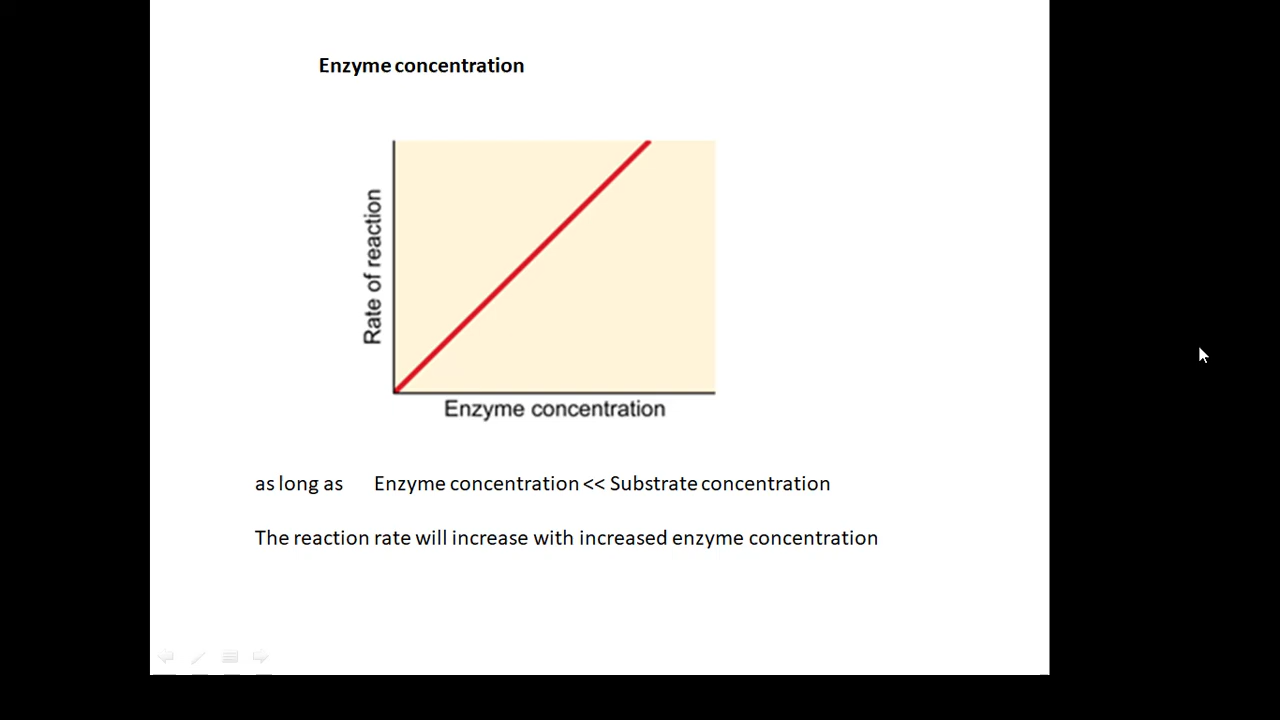 Enzyme concentration
Rate of reaction
Enzyme concentration
as long as Enzyme concentration << Substrate concentration
The reaction rate will increase with increased enzyme concentration